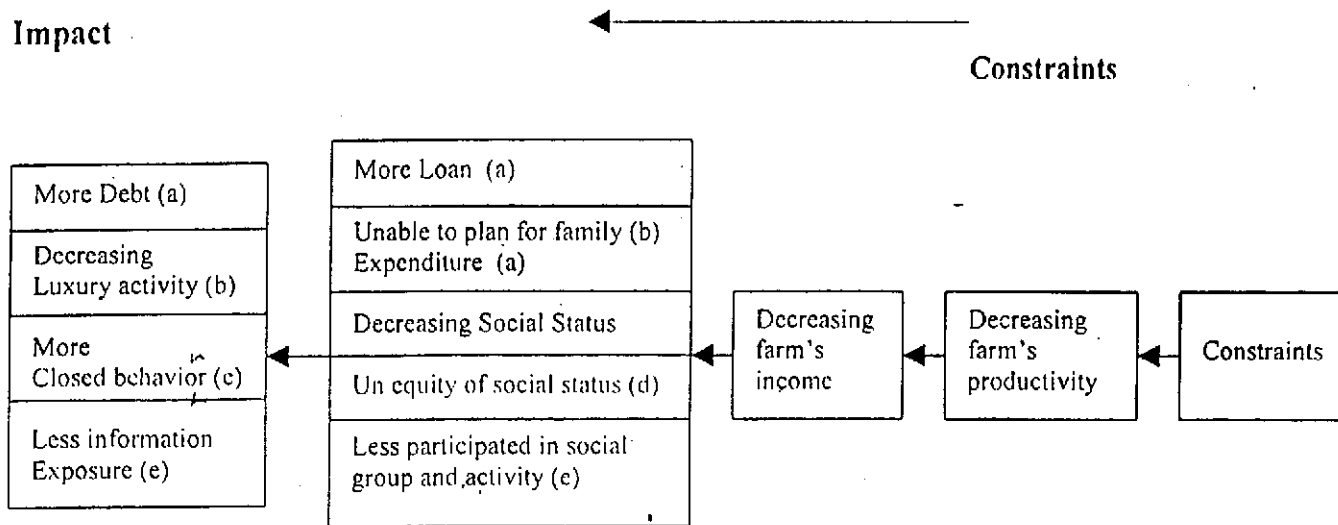 Impact
Constraints
More Debt (a)
Decreasing
Luxury activity (b)
More
Closed behavior (c)
Less information
Exposure (e)
More Loan (a)
Unable to plan for family (b)
Expenditure (a)
Decreasing Social Status
Un equity of social status (d)
Less participated in social
group and activity (e)
Decreasing
farm's
income
Decreasing
farm's
productivity
Constraints